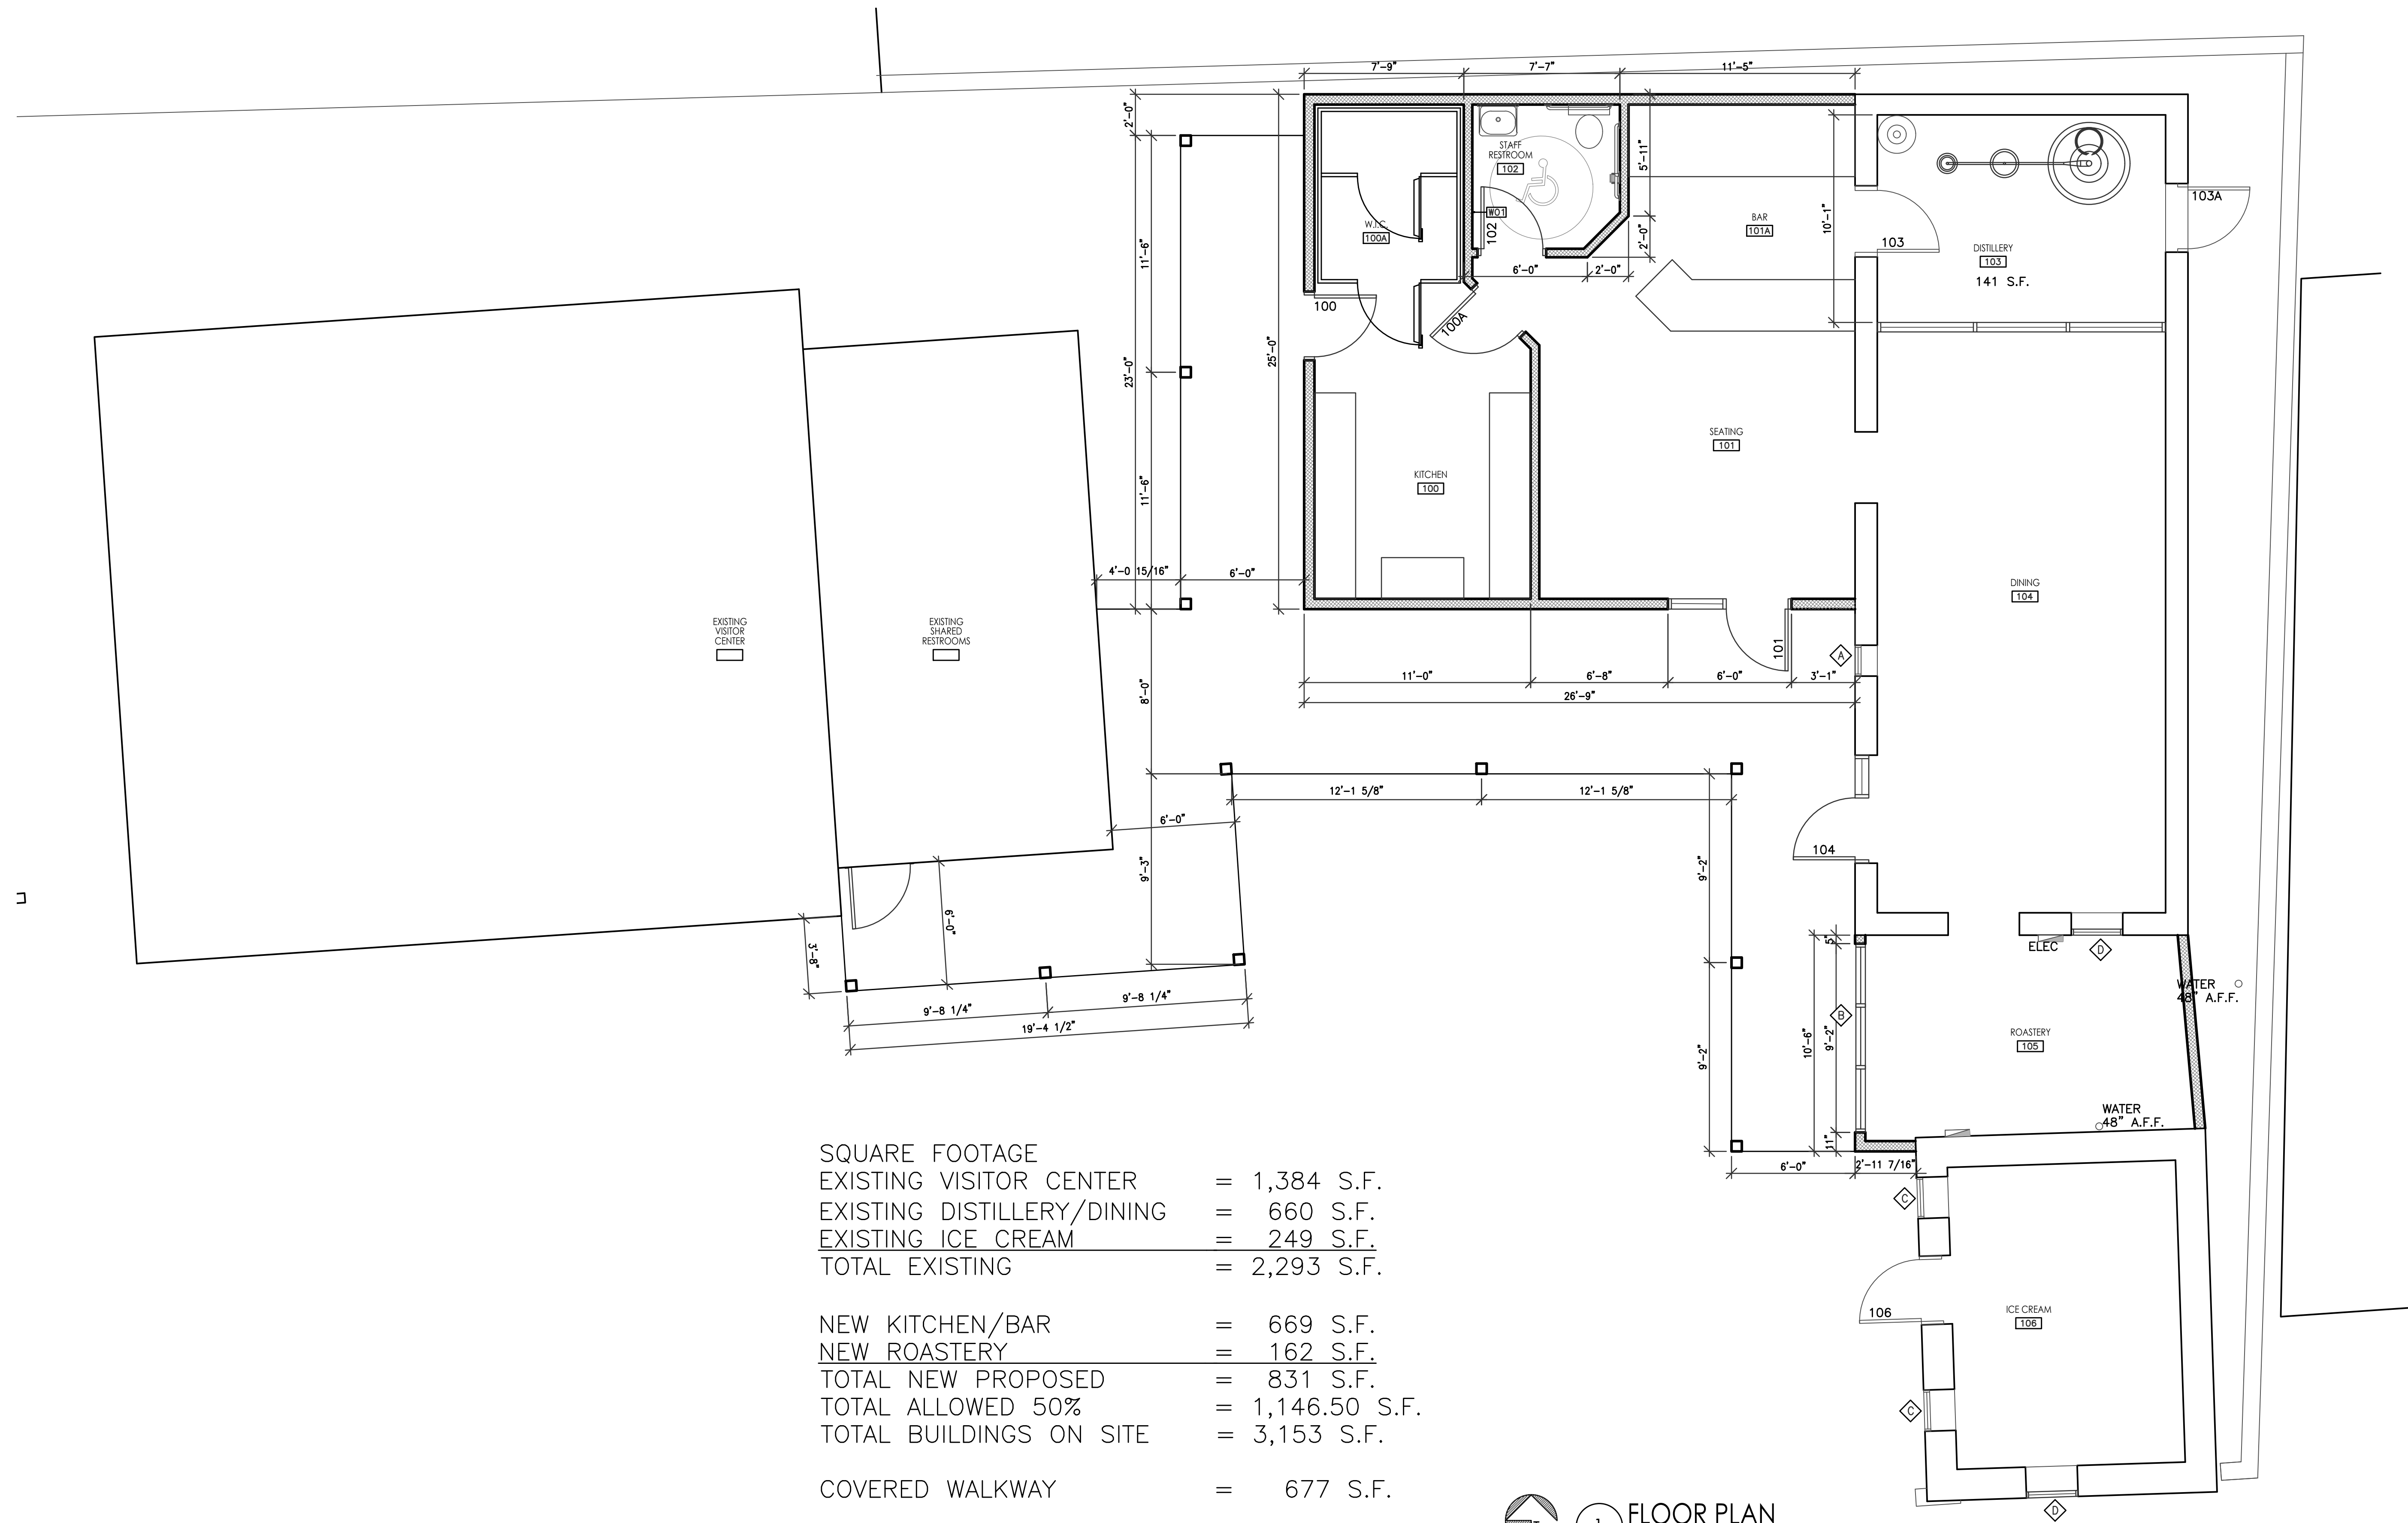 7'-9" 7'-7" 11'-5"
2'-0"
11'-6"
23'-0"
11'-6"
25'-0"
STAFF
RESTROOM
102
W01
102
W.I.C.
100A
100
100A
5'-11"
2'-0"
6'-0" 2'-0"
BAR
101A
10'-1"
103
DISTILLERY
103
141 S.F.
103A
SEATING
101
KITCHEN
100
4'-0 15/16" 6'-0"
DINING
104
EXISTING
VISITOR
CENTER
EXISTING
SHARED
RESTROOMS
101
A
11'-0" 6'-8" 6'-0" 3'-1"
26'-9"
8'-0"
12'-1 5/8" 12'-1 5/8"
6'-0"
9'-3"
104
9'-2"
9'-2"
6'-0"
3'-8"
9'-8 1/4" 9'-8 1/4"
19'-4 1/2"
5"
ELEC
D
WATER
48" A.F.F.
B
10'-6"
9'-2"
ROASTERY
105
WATER
48" A.F.F.
11"
6'-0" 2'-11 7/16"
C
106
ICE CREAM
106
C
D
SQUARE FOOTAGE
EXISTING VISITOR CENTER = 1,384 S.F.
EXISTING DISTILLERY/DINING = 660 S.F.
EXISTING ICE CREAM = 249 S.F.
TOTAL EXISTING = 2,293 S.F.
NEW KITCHEN/BAR = 669 S.F.
NEW ROASTERY = 162 S.F.
TOTAL NEW PROPOSED = 831 S.F.
TOTAL ALLOWED 50% = 1,146.50 S.F.
TOTAL BUILDINGS ON SITE = 3,153 S.F.
COVERED WALKWAY = 677 S.F.
1 FLOOR PLAN